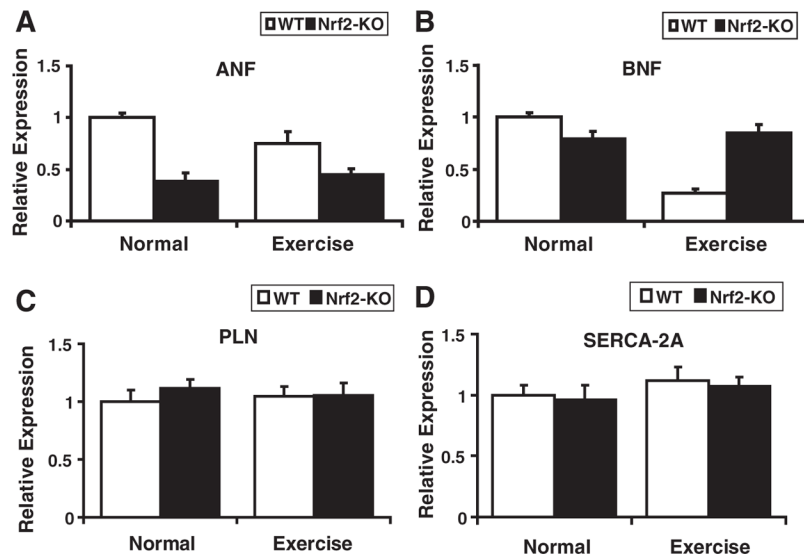 A
WT Nrf2-KO
ANF
Relative Expression
1.5
1
0.5
0
Normal Exercise
B
WT Nrf2-KO
BNF
Relative Expression
1.5
1
0.5
0
Normal Exercise
C
WT Nrf2-KO
PLN
Relative Expression
1.5
1
0.5
0
Normal Exercise
D
WT Nrf2-KO
SERCA-2A
Relative Expression
1.5
1
0.5
0
Normal Exercise